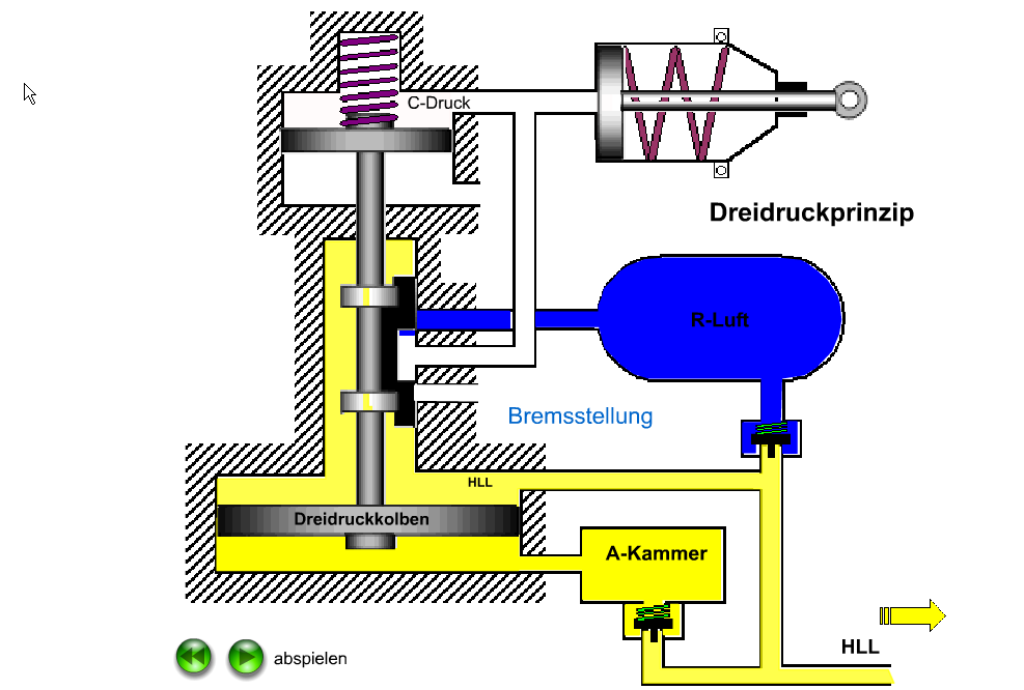 C-Druck
Dreidruckprinzip
R-Luft
Bremsstellung
HLL
Dreidruckkolben
A-Kammer
HLL
abspielen